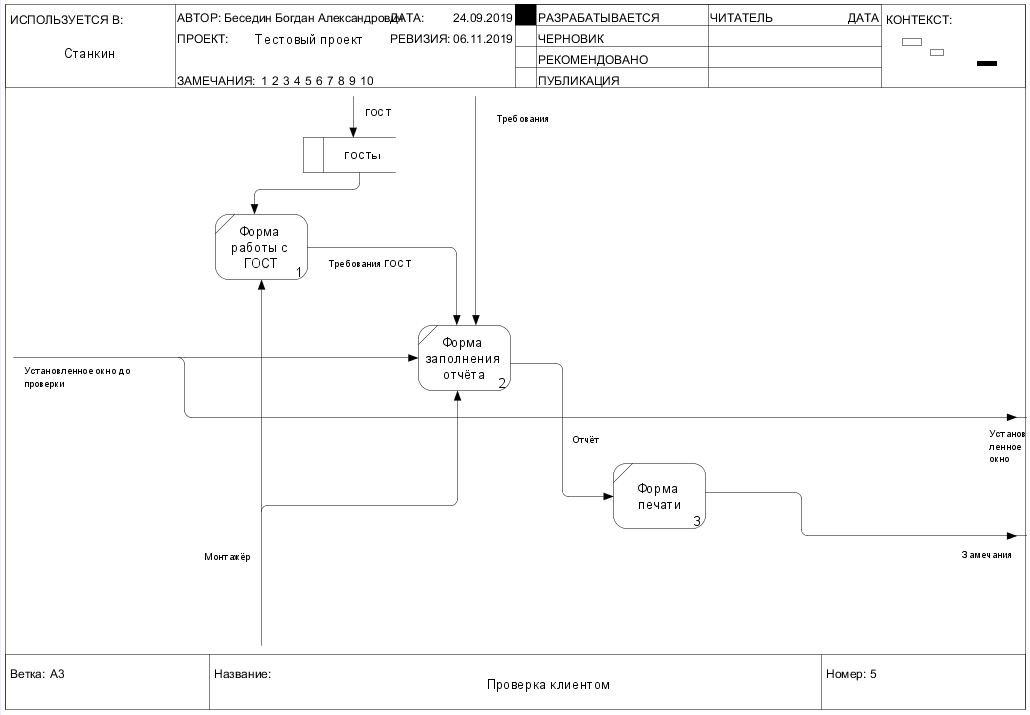 ИСПОЛЬЗУЕТСЯ В:
Станкин
АВТОР: Беседин Богдан Александрович
ДАТА: 24.09.2019
ПРОЕКТ: Тестовый проект
РЕВИЗИЯ: 06.11.2019
ЗАМЕЧАНИЯ: 1 2 3 4 5 6 7 8 9 10
РАЗРАБАТЫВАЕТСЯ
ЧЕРНОВИК
РЕКОМЕНДОВАНО
ПУБЛИКАЦИЯ
ЧИТАТЕЛЬ ДАТА
КОНТЕКСТ:
ГОСТ
Требования
ГОСТы
Форма
работы с
ГОСТ
1
Требования ГОСТ
Форма
заполнения
отчёта
2
Установленное окно до
проверки
Отчёт
Установ
ленное
окно
Форма
печати
3
Монтажёр
Замечания
Ветка: A3
Название:
Проверка клиентом
Номер: 5